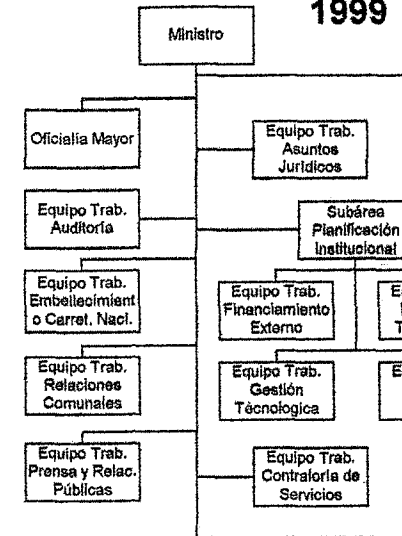 1999
Ministro
Oficialía Mayor
Equipo Trab.
Asuntos
Jurídicos
Equipo Trab.
Auditoría
Subárea
Planificación
Institucional
Equipo Trab.
Embellecimient
o Carret. Nacl.
Equipo Trab.
Financiamiento
Externo
Equipo Trab.
Relaciones
Comunales
Equipo Trab.
Gestión
Técnologica
Equipo Trab.
Prensa y Relac.
Públicas
Equipo Trab.
Contraloría de
Servicios